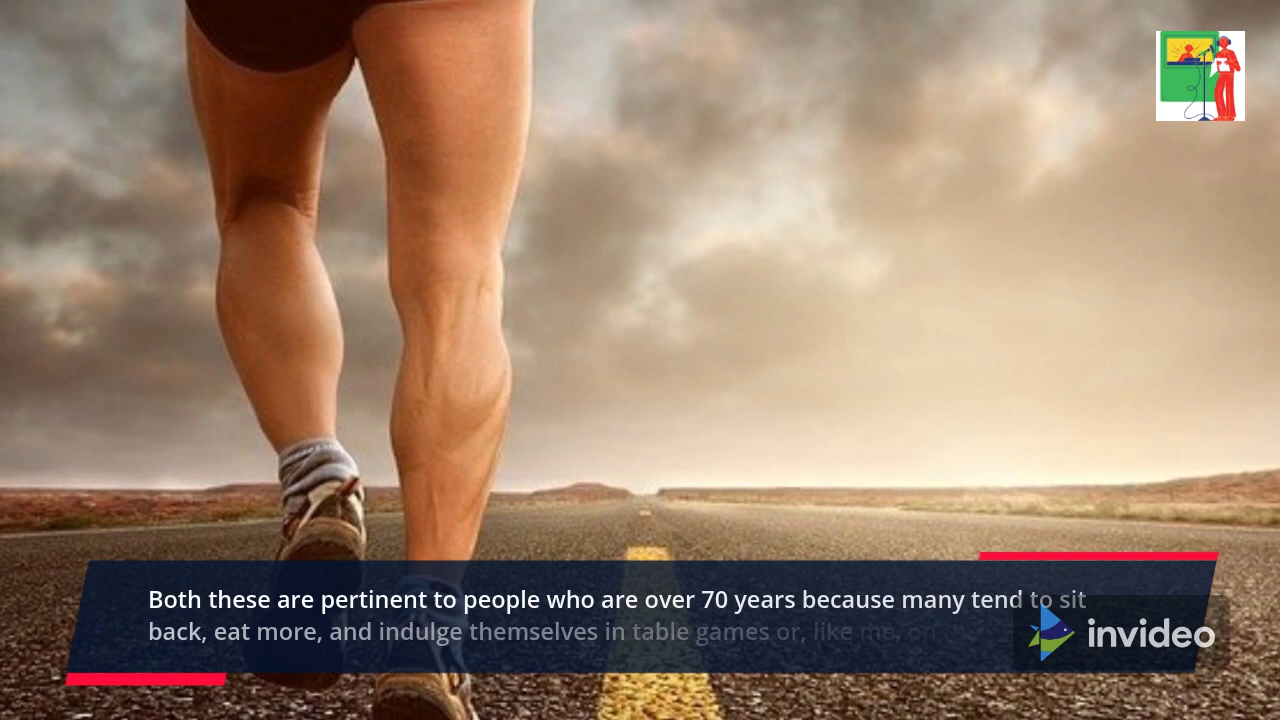 Both these are pertinent to people who are over 70 years because many tend to sit
back, eat more, and indulge themselves in table games or, like me, on
invideo